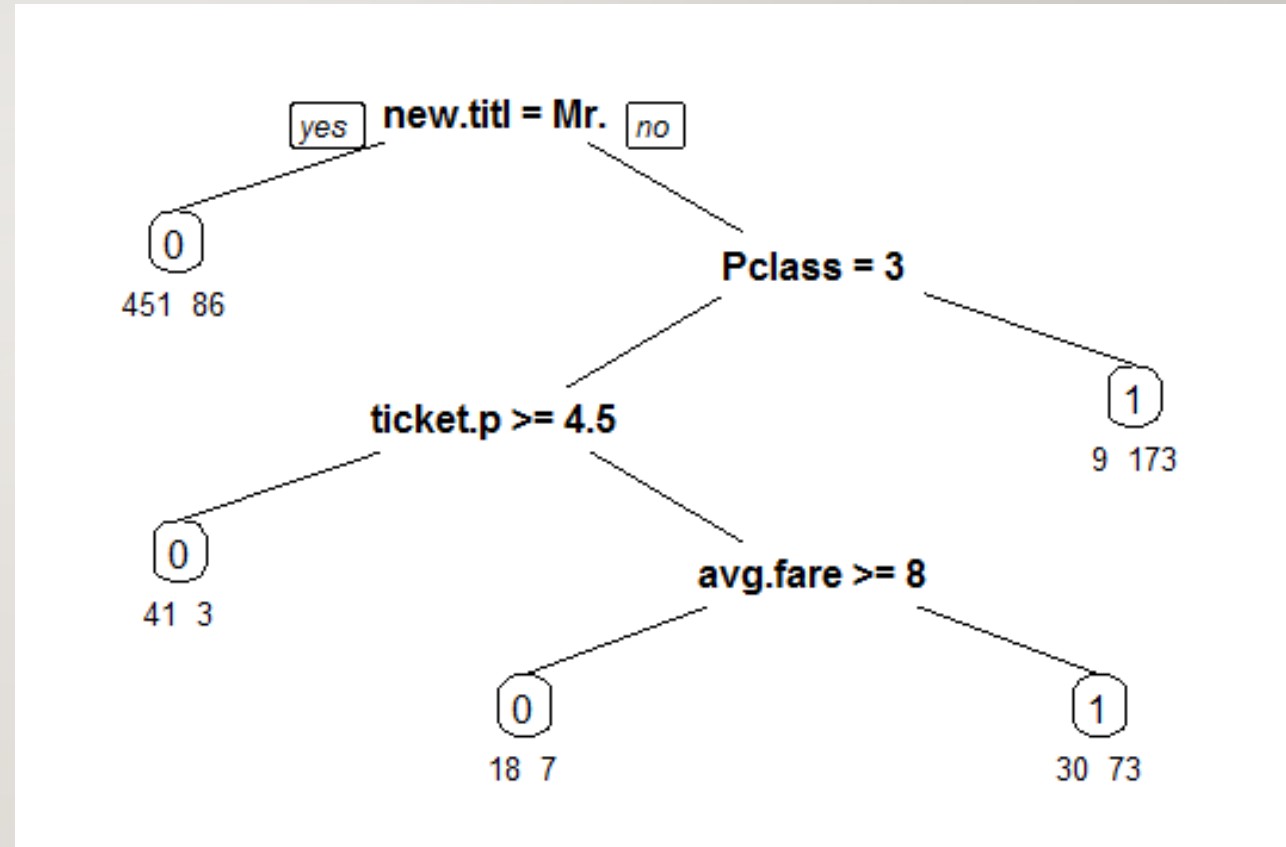 yes new.titl = Mr. no
0
451 86
Pclass = 3
1
9 173
ticket.p >= 4.5
0
41 3
avg.fare >= 8
0
18 7
1
30 73